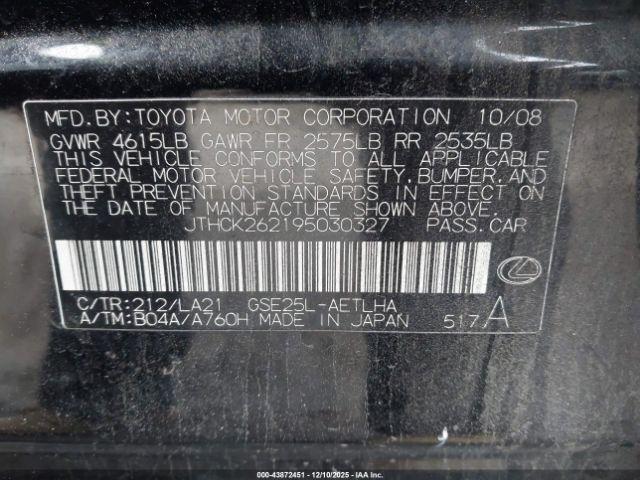 MFD.BY:TOYOTA MOTOR CORPORATION 10/08
GVWR 4615LB GAWR FR 2575LB RR 2535LB
THIS VEHICLE CONFORMS TO ALL APPLICABLE
FEDERAL MOTOR VEHICLE SAFETY,BUMPER,AND
THEFT PREVENTION STANDARDS IN EFFECT ON
THE DATE OF MANUFACTURE SHOWN ABOVE.
JTHCK262195030327 PASS.CAR
C/TR:212/LA21 GSE25L-AETLHA
A/TM:B04A/A760H MADE IN JAPAN 517A
000-43872451 - 12/10/2025 - IAA Inc.